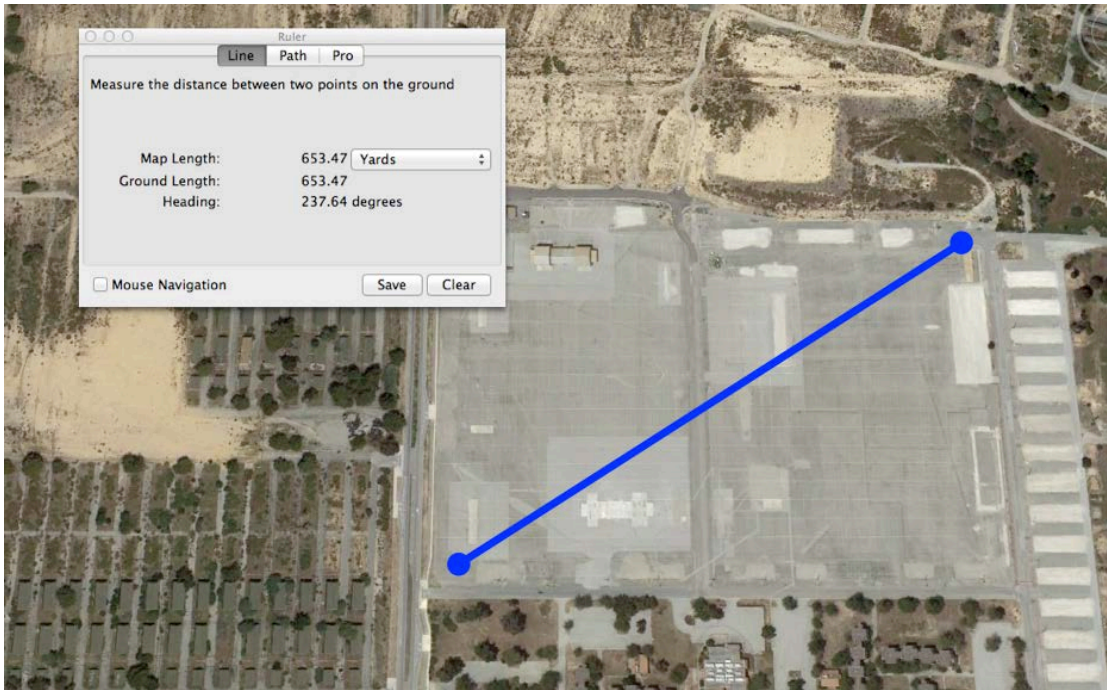 Ruler
Line Path Pro
Measure the distance between two points on the ground
Map Length: 653.47 Yards
Ground Length: 653.47
Heading: 237.64 degrees
Mouse Navigation Save Clear